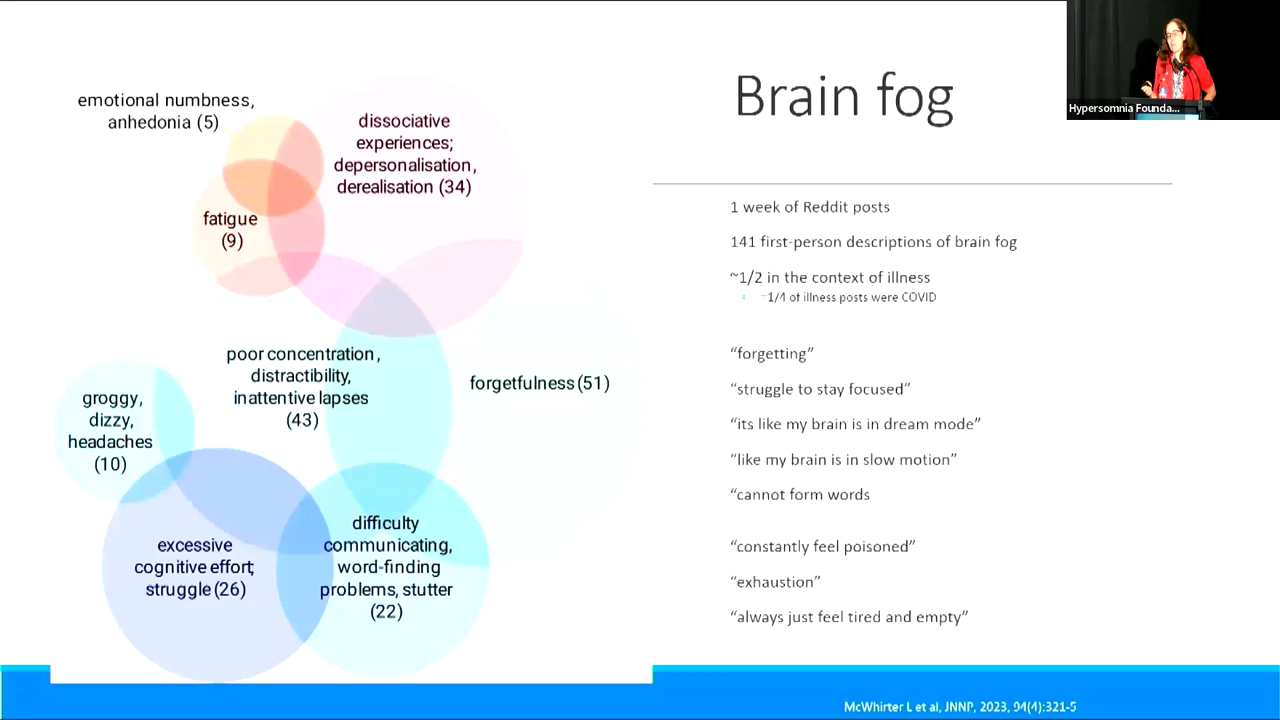 Brain fog
Hypersomnia Founda...
emotional numbness,
anhedonia (5)
dissociative
experiences;
depersonalisation,
derealisation (34)
fatigue
(9)
poor concentration,
distractibility,
inattentive lapses
(43)
forgetfulness (51)
groggy,
dizzy,
headaches
(10)
excessive
cognitive effort;
struggle (26)
difficulty
communicating,
word-finding
problems, stutter
(22)
1 week of Reddit posts
141 first-person descriptions of brain fog
~1/2 in the context of illness
~1/4 of illness posts were COVID
“forgetting”
“struggle to stay focused”
“its like my brain is in dream mode”
“like my brain is in slow motion”
“cannot form words
“constantly feel poisoned”
“exhaustion”
“always just feel tired and empty”
McWhirter L et al, JNNP, 2023, 94(4):321-5